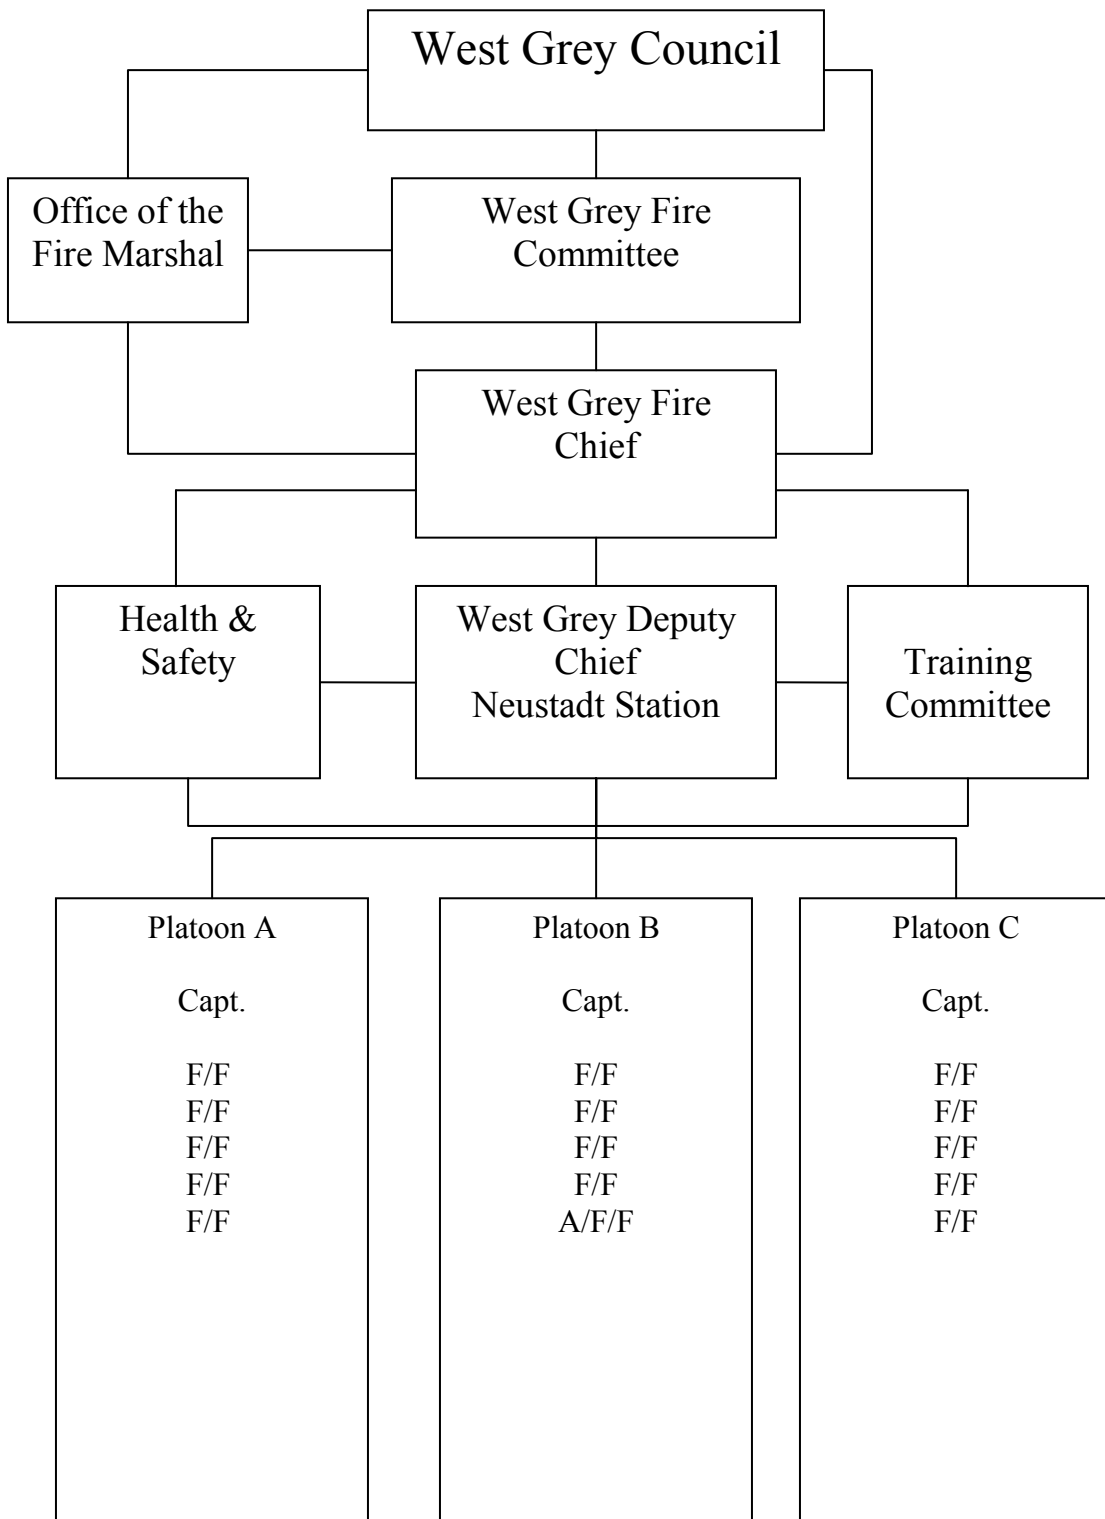 West Grey Council
Office of the
Fire Marshal
West Grey Fire
Committee
West Grey Fire
Chief
Health &
Safety
West Grey Deputy
Chief
Neustadt Station
Training
Committee
Platoon A
Capt.
F/F
F/F
F/F
F/F
F/F
Platoon B
Capt.
F/F
F/F
F/F
F/F
A/F/F
Platoon C
Capt.
F/F
F/F
F/F
F/F
F/F